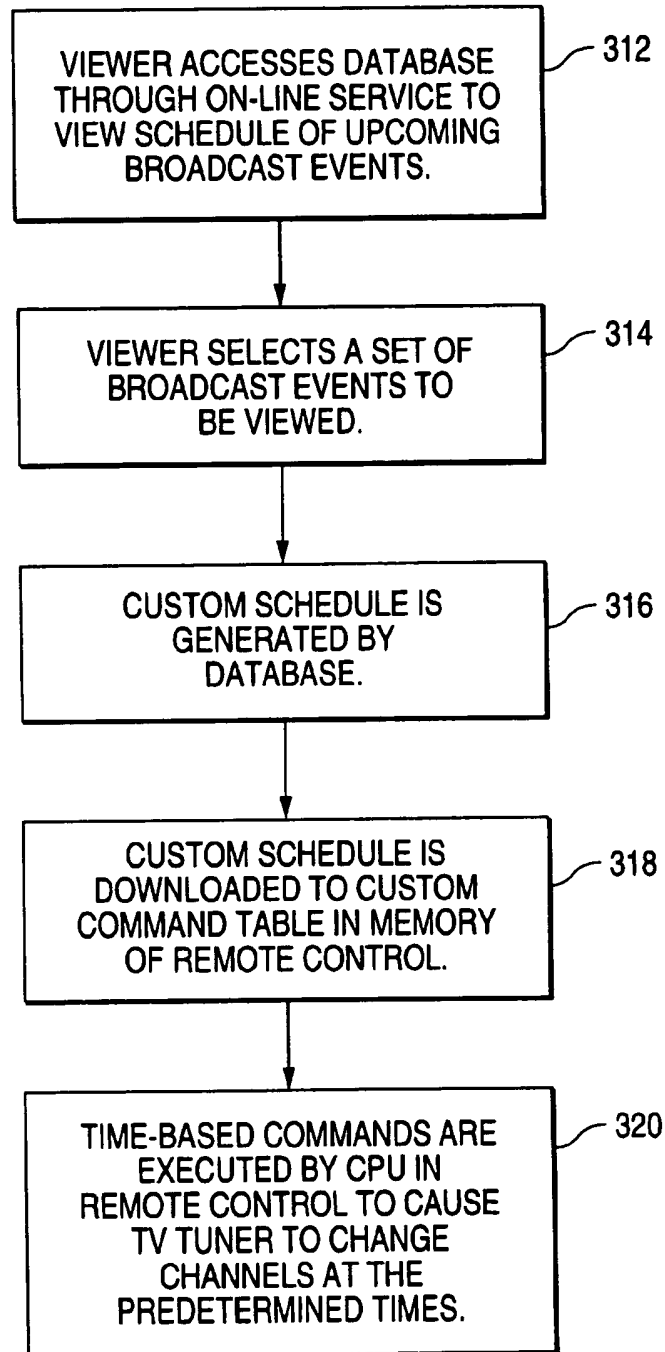 VIEWER ACCESSES DATABASE
THROUGH ON-LINE SERVICE TO
VIEW SCHEDULE OF UPCOMING
BROADCAST EVENTS.
312
VIEWER SELECTS A SET OF
BROADCAST EVENTS TO
BE VIEWED.
314
CUSTOM SCHEDULE IS
GENERATED BY
DATABASE.
316
CUSTOM SCHEDULE IS
DOWNLOADED TO CUSTOM
COMMAND TABLE IN MEMORY
OF REMOTE CONTROL.
318
TIME-BASED COMMANDS ARE
EXECUTED BY CPU IN
REMOTE CONTROL TO CAUSE
TV TUNER TO CHANGE
CHANNELS AT THE
PREDETERMINED TIMES.
320